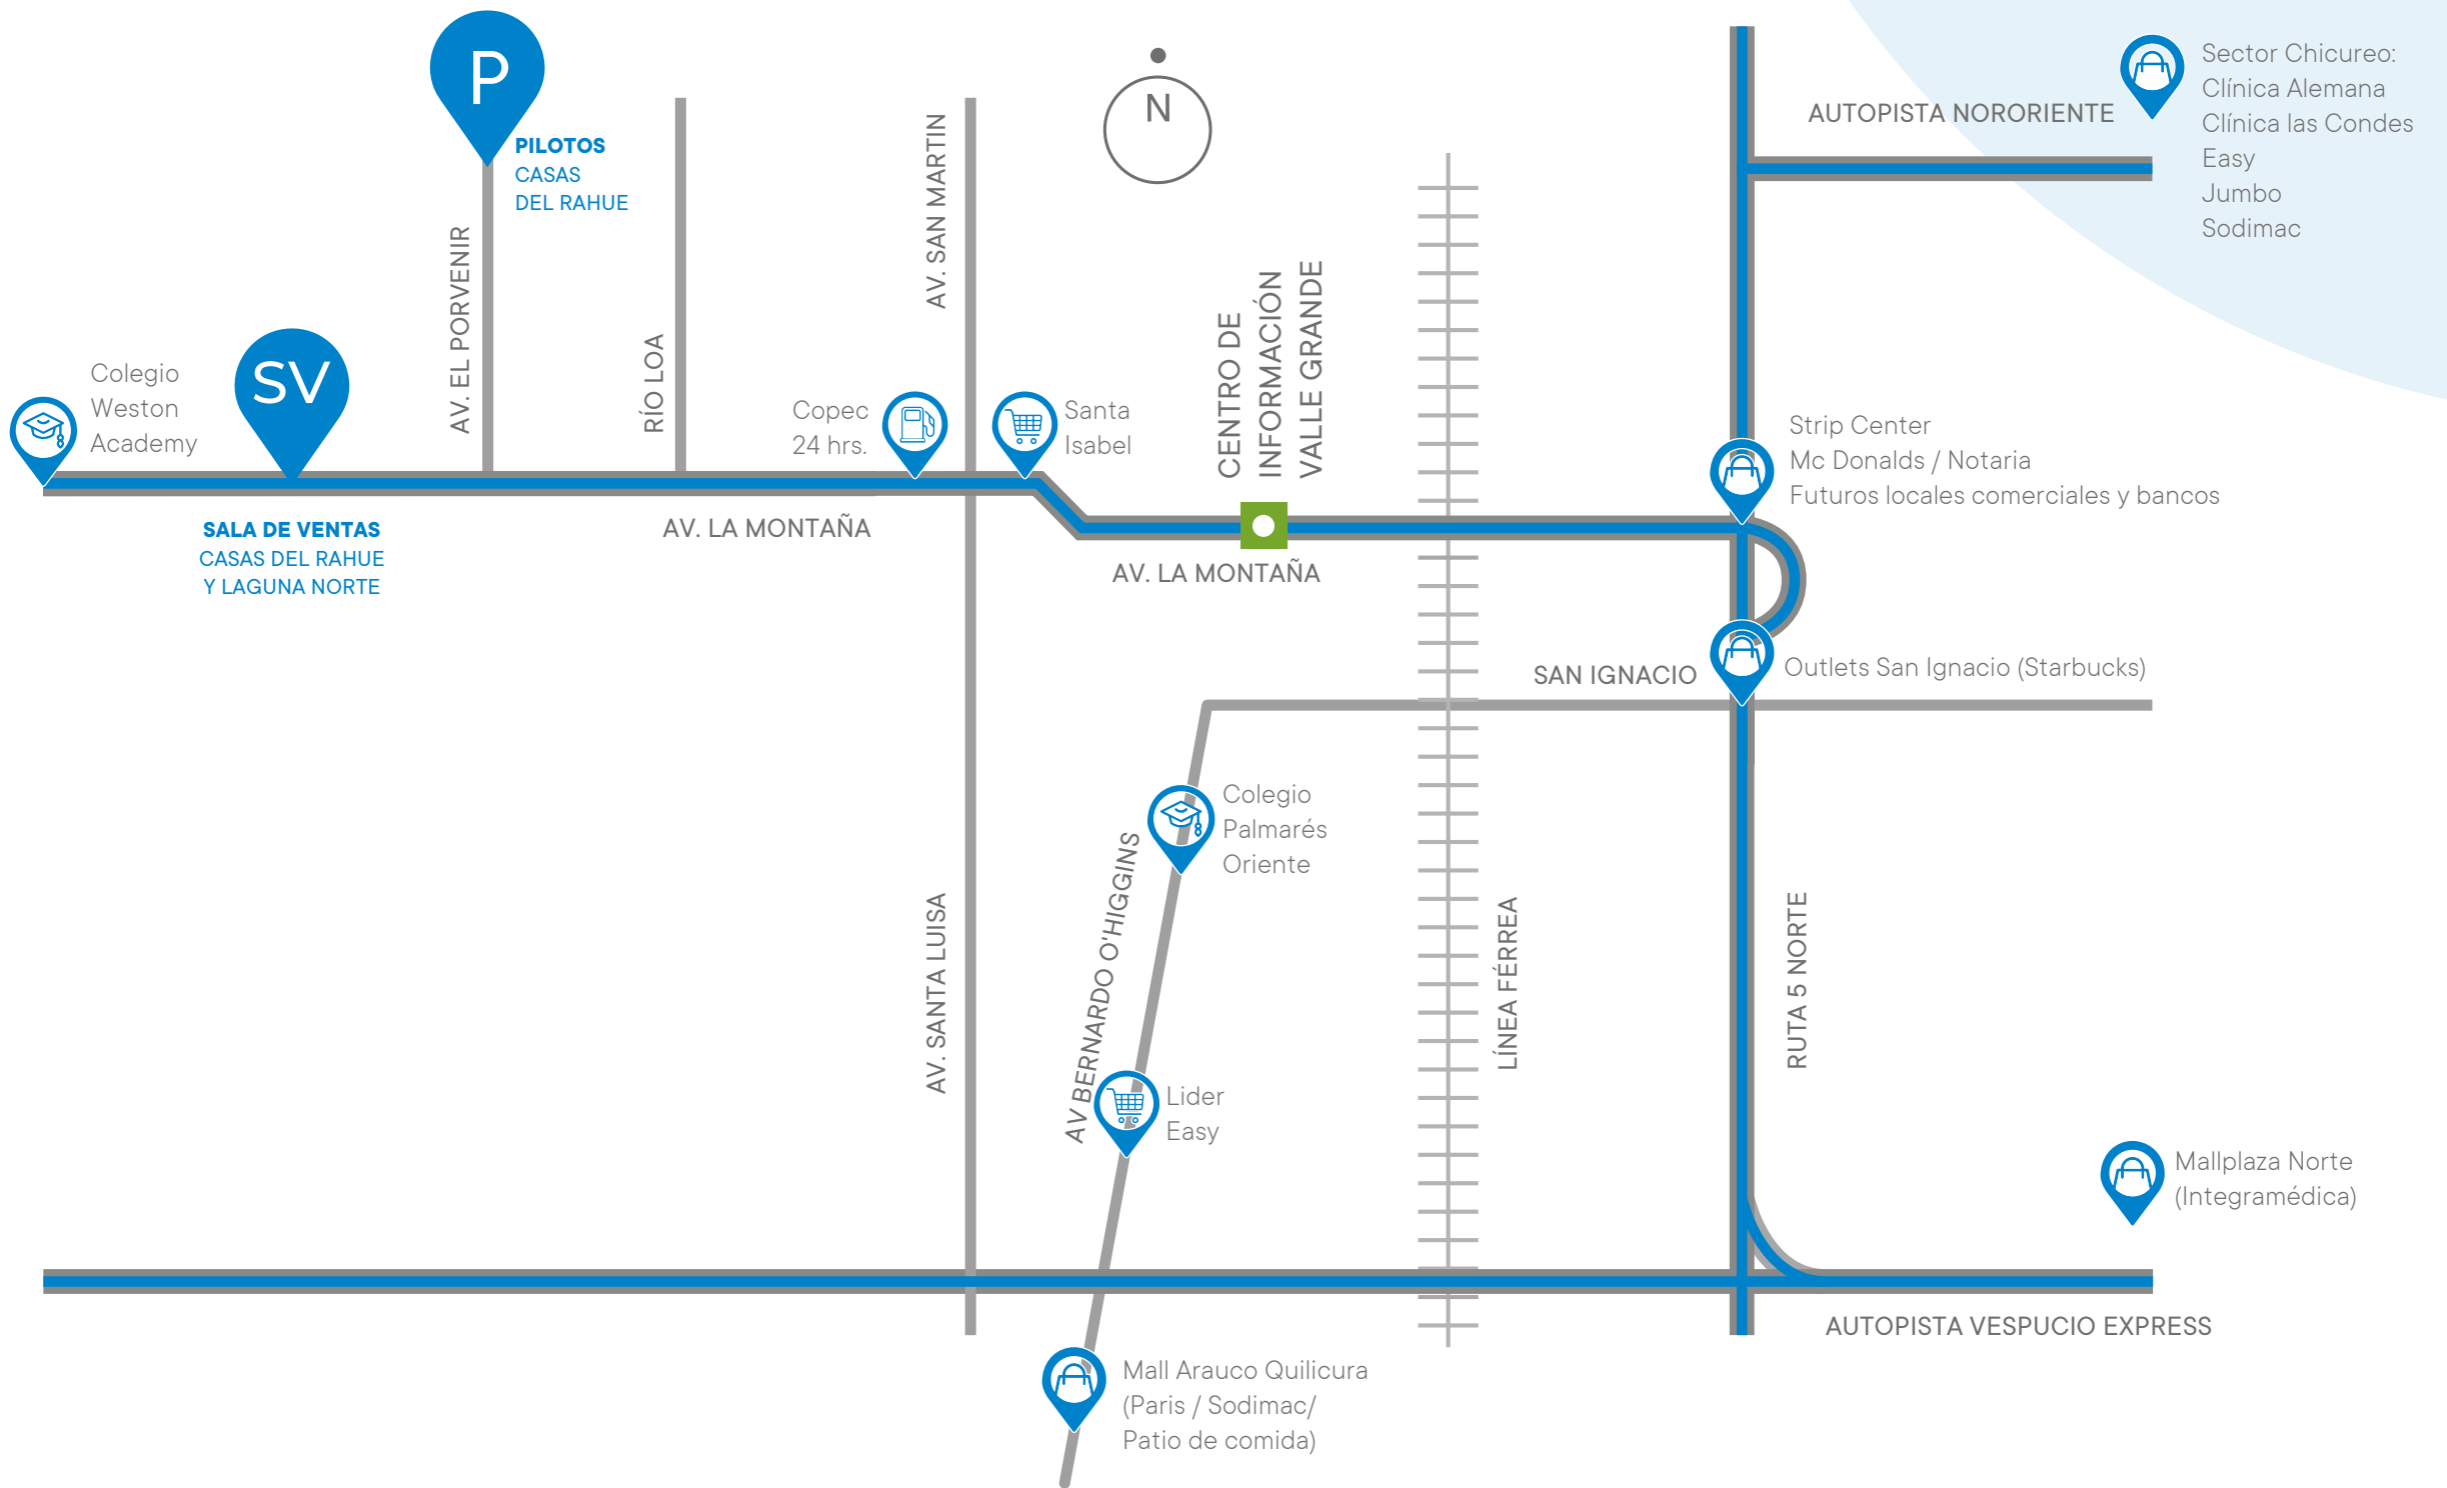 P
PILOTOS
CASAS
DEL RAHUE
AV. EL PORVENIR
RÍO LOA
AV. SAN MARTIN
N
AUTOPISTA NORORIENTE
Sector Chicureo:
Clínica Alemana
Clínica las Condes
Easy
Jumbo
Sodimac
Colegio
Weston
Academy
SV
SALA DE VENTAS
CASAS DEL RAHUE
Y LAGUNA NORTE
Copec
24 hrs.
Santa
Isabel
CENTRO DE
INFORMACIÓN
VALLE GRANDE
Strip Center
Mc Donalds / Notaria
Futuros locales comerciales y bancos
AV. LA MONTAÑA
AV. LA MONTAÑA
SAN IGNACIO
Outlets San Ignacio (Starbucks)
Colegio
Palmarés
Oriente
AV. SANTA LUISA
AV BERNARDO O'HIGGINS
LÍNEA FÉRREA
RUTA 5 NORTE
Lider
Easy
Mallplaza Norte
(Integramédica)
AUTOPISTA VESPUCIO EXPRESS
Mall Arauco Quilicura
(Paris / Sodimac/
Patio de comida)